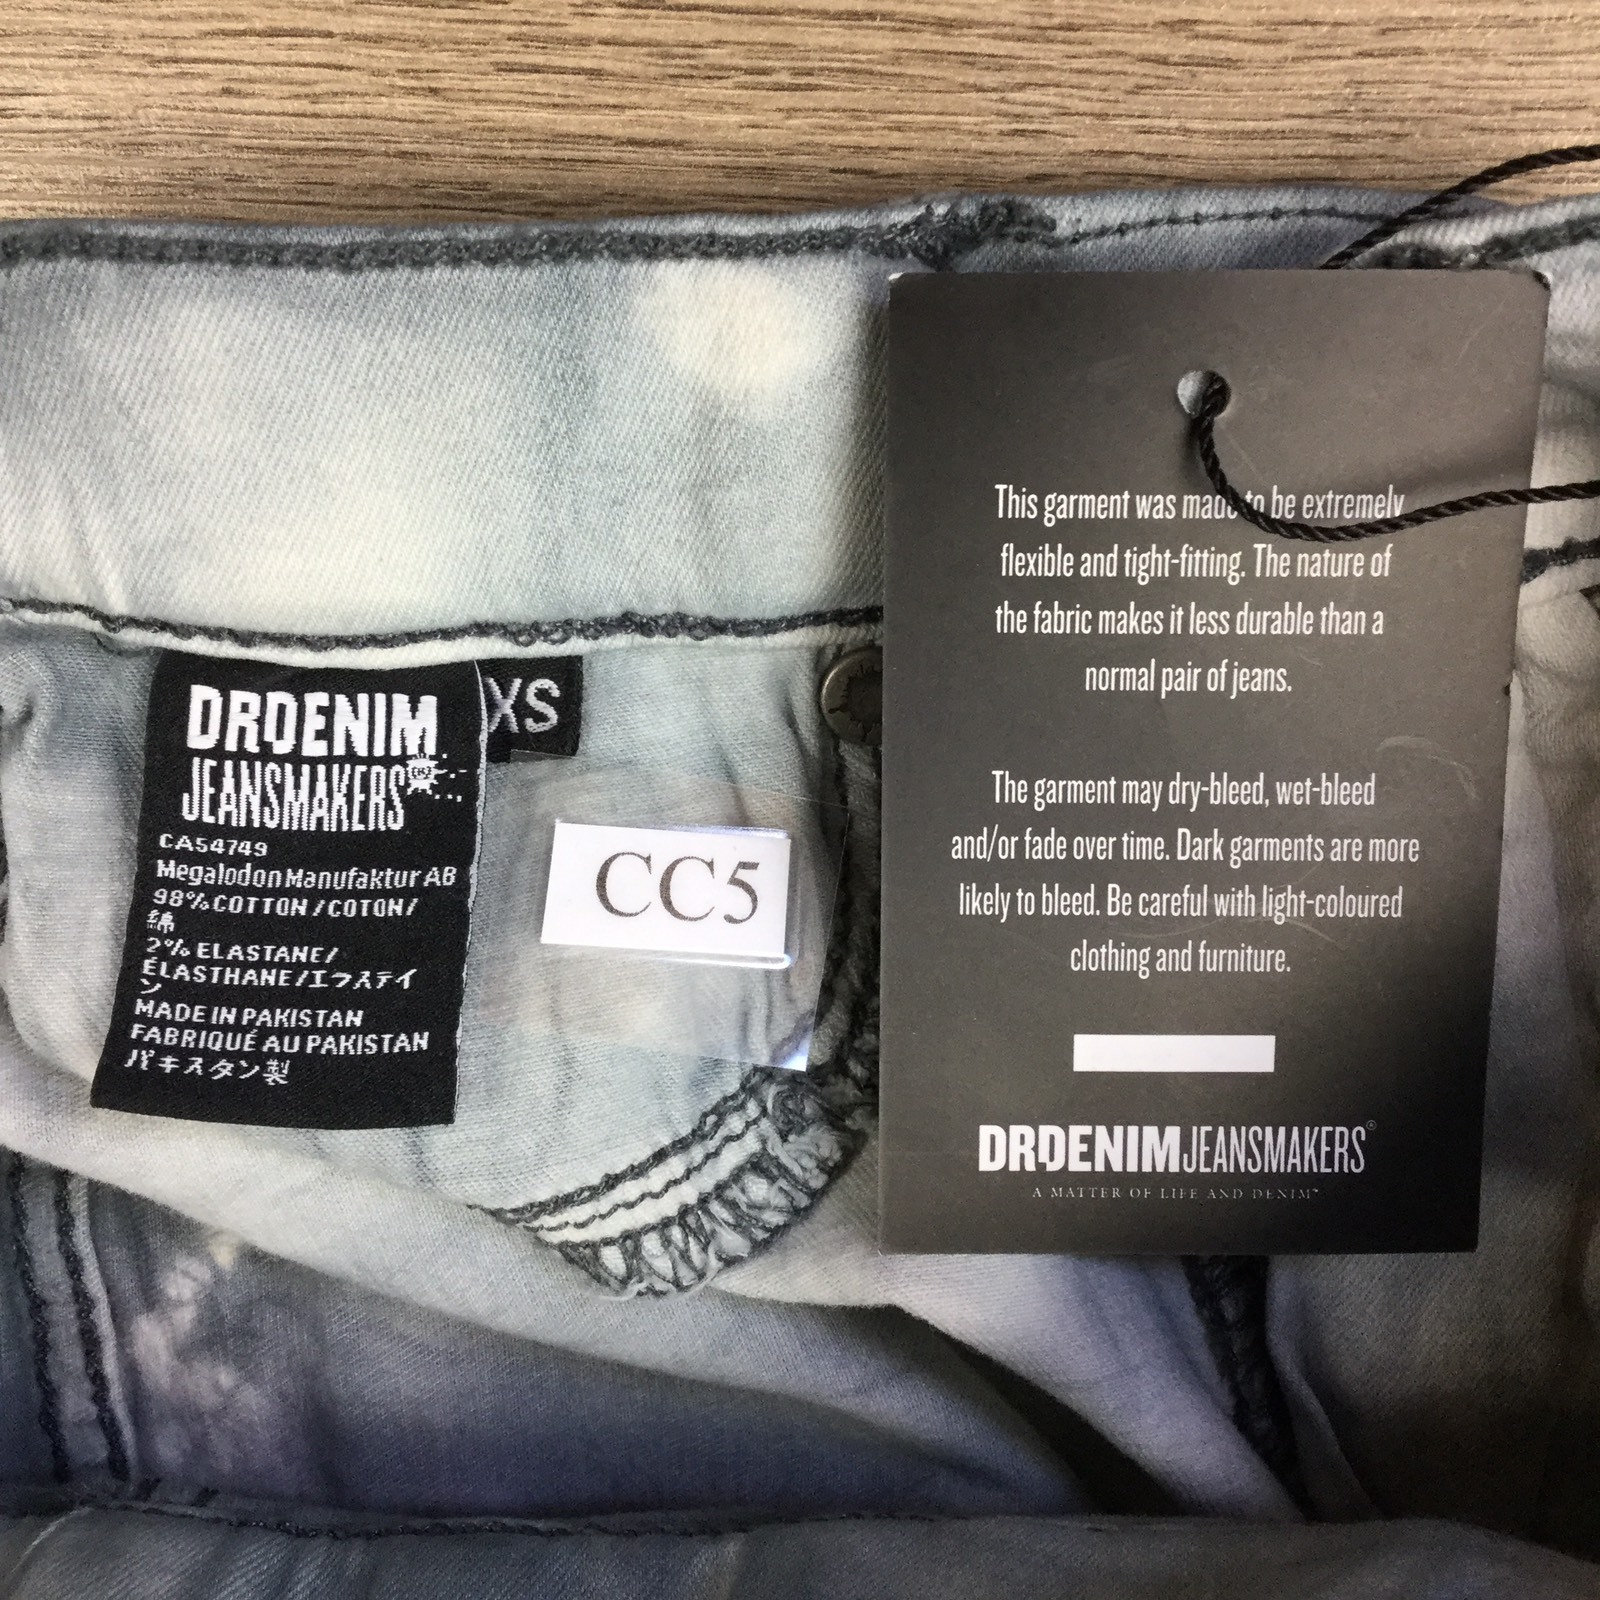 DRDENIM
JEANSMAKERS
XS
CA54749
Megalodon Manufaktur AB
98% COTTON / COTON /
綿
2% ELASTANE/
ÉLASTHANE/エラステイ
ン
MADE IN PAKISTAN
FABRIQUÉ AU PAKISTAN
パキスタン製
CC5
This garment was made to be extremely
flexible and tight-fitting. The nature of
the fabric makes it less durable than a
normal pair of jeans.
The garment may dry-bleed, wet-bleed
and/or fade over time. Dark garments are more
likely to bleed. Be careful with light-coloured
clothing and furniture.
DRDENIMJEANSMAKERS®
A MATTER OF LIFE AND DENIM™